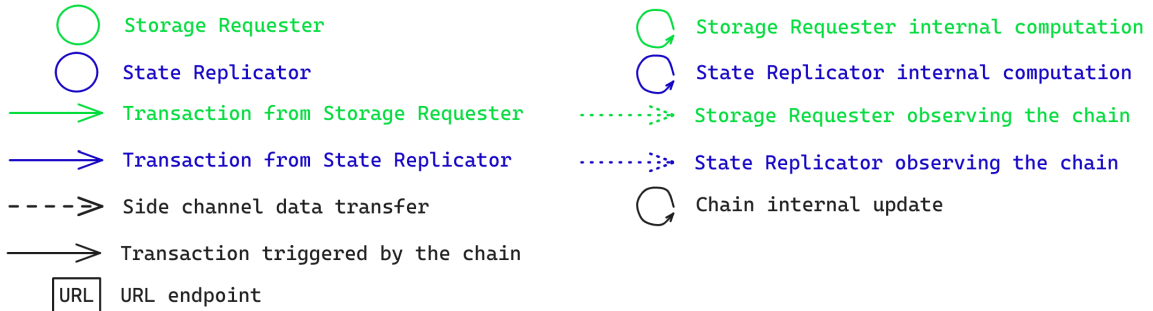 Storage Requester
State Replicator
Transaction from Storage Requester
Transaction from State Replicator
Side channel data transfer
Transaction triggered by the chain
URL URL endpoint
Storage Requester internal computation
State Replicator internal computation
Storage Requester observing the chain
State Replicator observing the chain
Chain internal update